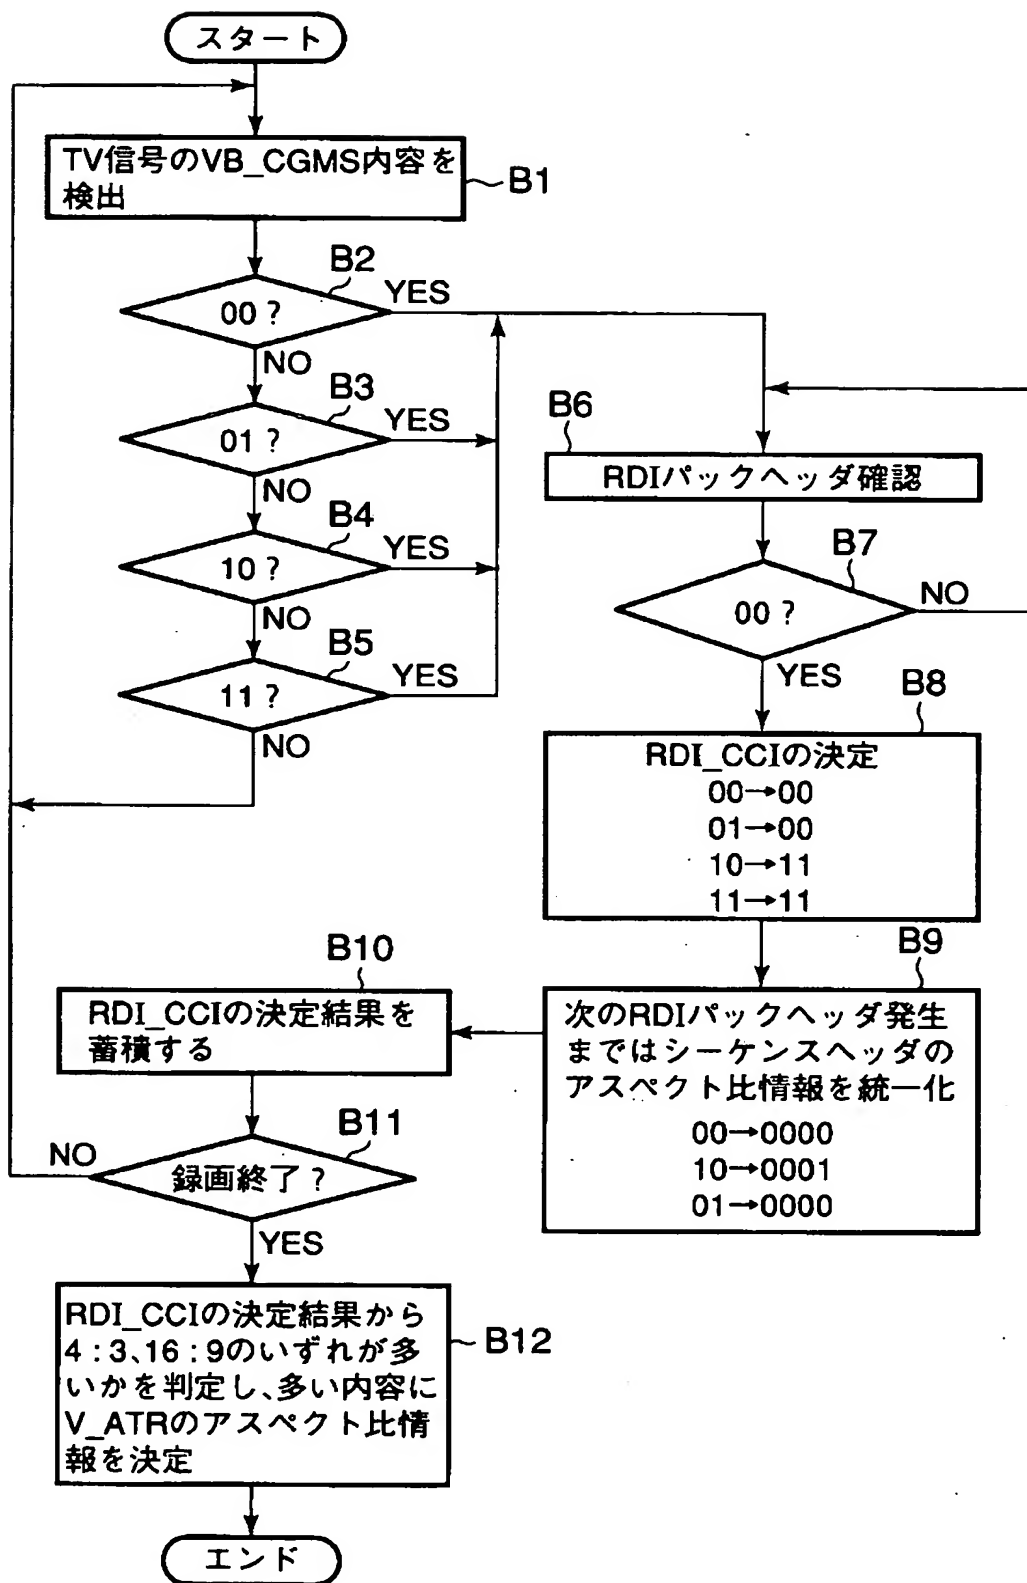 スタート
TV信号のVB_CGMS内容を
検出
B1
B2
00？
YES
NO
B3
01？
YES
NO
B4
10？
YES
NO
B5
11？
YES
NO
B6
RDIパックヘッダ確認
B7
00？
NO
YES
B8
RDI_CCIの決定
00→00
01→00
10→11
11→11
B9
次のRDIパックヘッダ発生
まではシーケンスヘッダの
アスペクト比情報を統一化
00→0000
10→0001
01→0000
B10
RDI_CCIの決定結果を
蓄積する
B11
録画終了？
NO
YES
RDI_CCIの決定結果から
4：3、16：9のいずれが多
いかを判定し、多い内容に
V_ATRのアスペクト比情
報を決定
B12
エンド